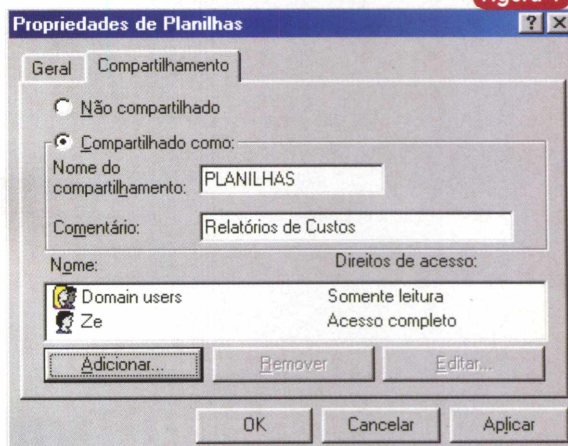 Propriedades de Planilhas
Geral Compartilhamento
Não compartilhado
Compartilhado como:
Nome do compartilhamento: PLANILHAS
Comentário: Relatórios de Custos
Nome: Direitos de acesso:
Domain users Somente leitura
Ze Acesso completo
Adicionar... Remover Editar...
OK Cancelar Aplicar